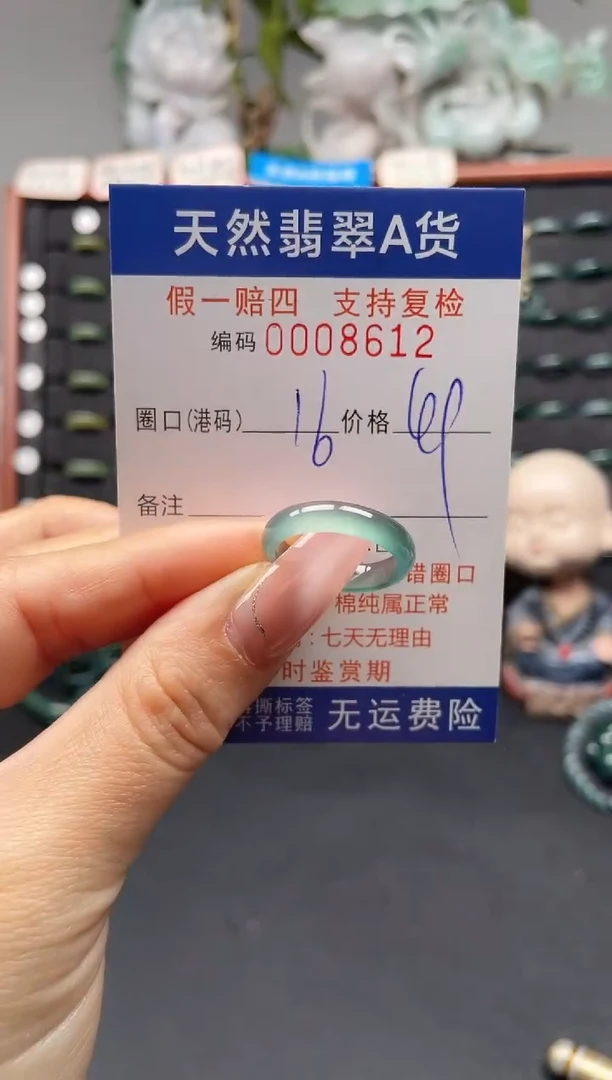 天然翡翠A货
假一赔四 支持复检
编码 0008612
圈口(港码) 16 价格
备注
错圈口
棉纯属正常
：七天无理由
时鉴赏期
撕标签
不予理赔
无运费险